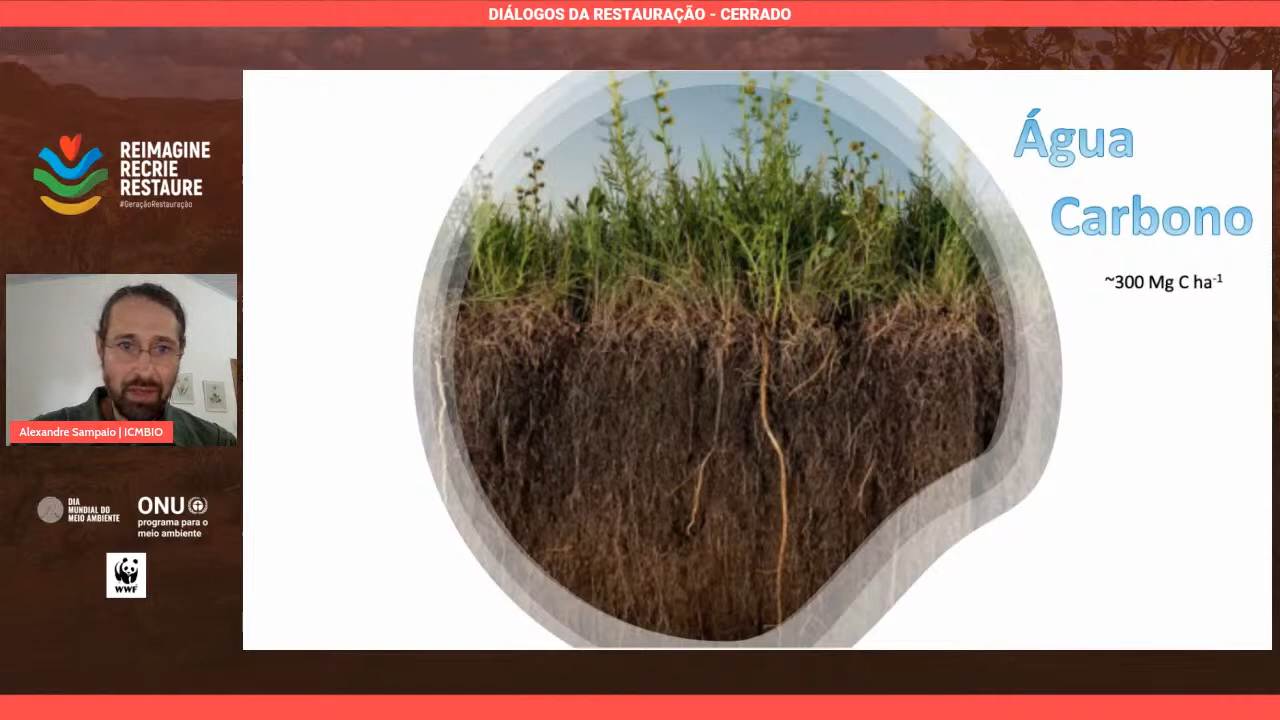 DIÁLOGOS DA RESTAURAÇÃO - CERRADO
REIMAGINE
RECRIE
RESTAURE
#GeraçãoRestauração
Alexandre Sampaio | ICMBIO
DIA
MUNDIAL DO
MEIO AMBIENTE
ONU
programa para o
meio ambiente
WWF
Água
Carbono
~300 Mg C ha⁻¹